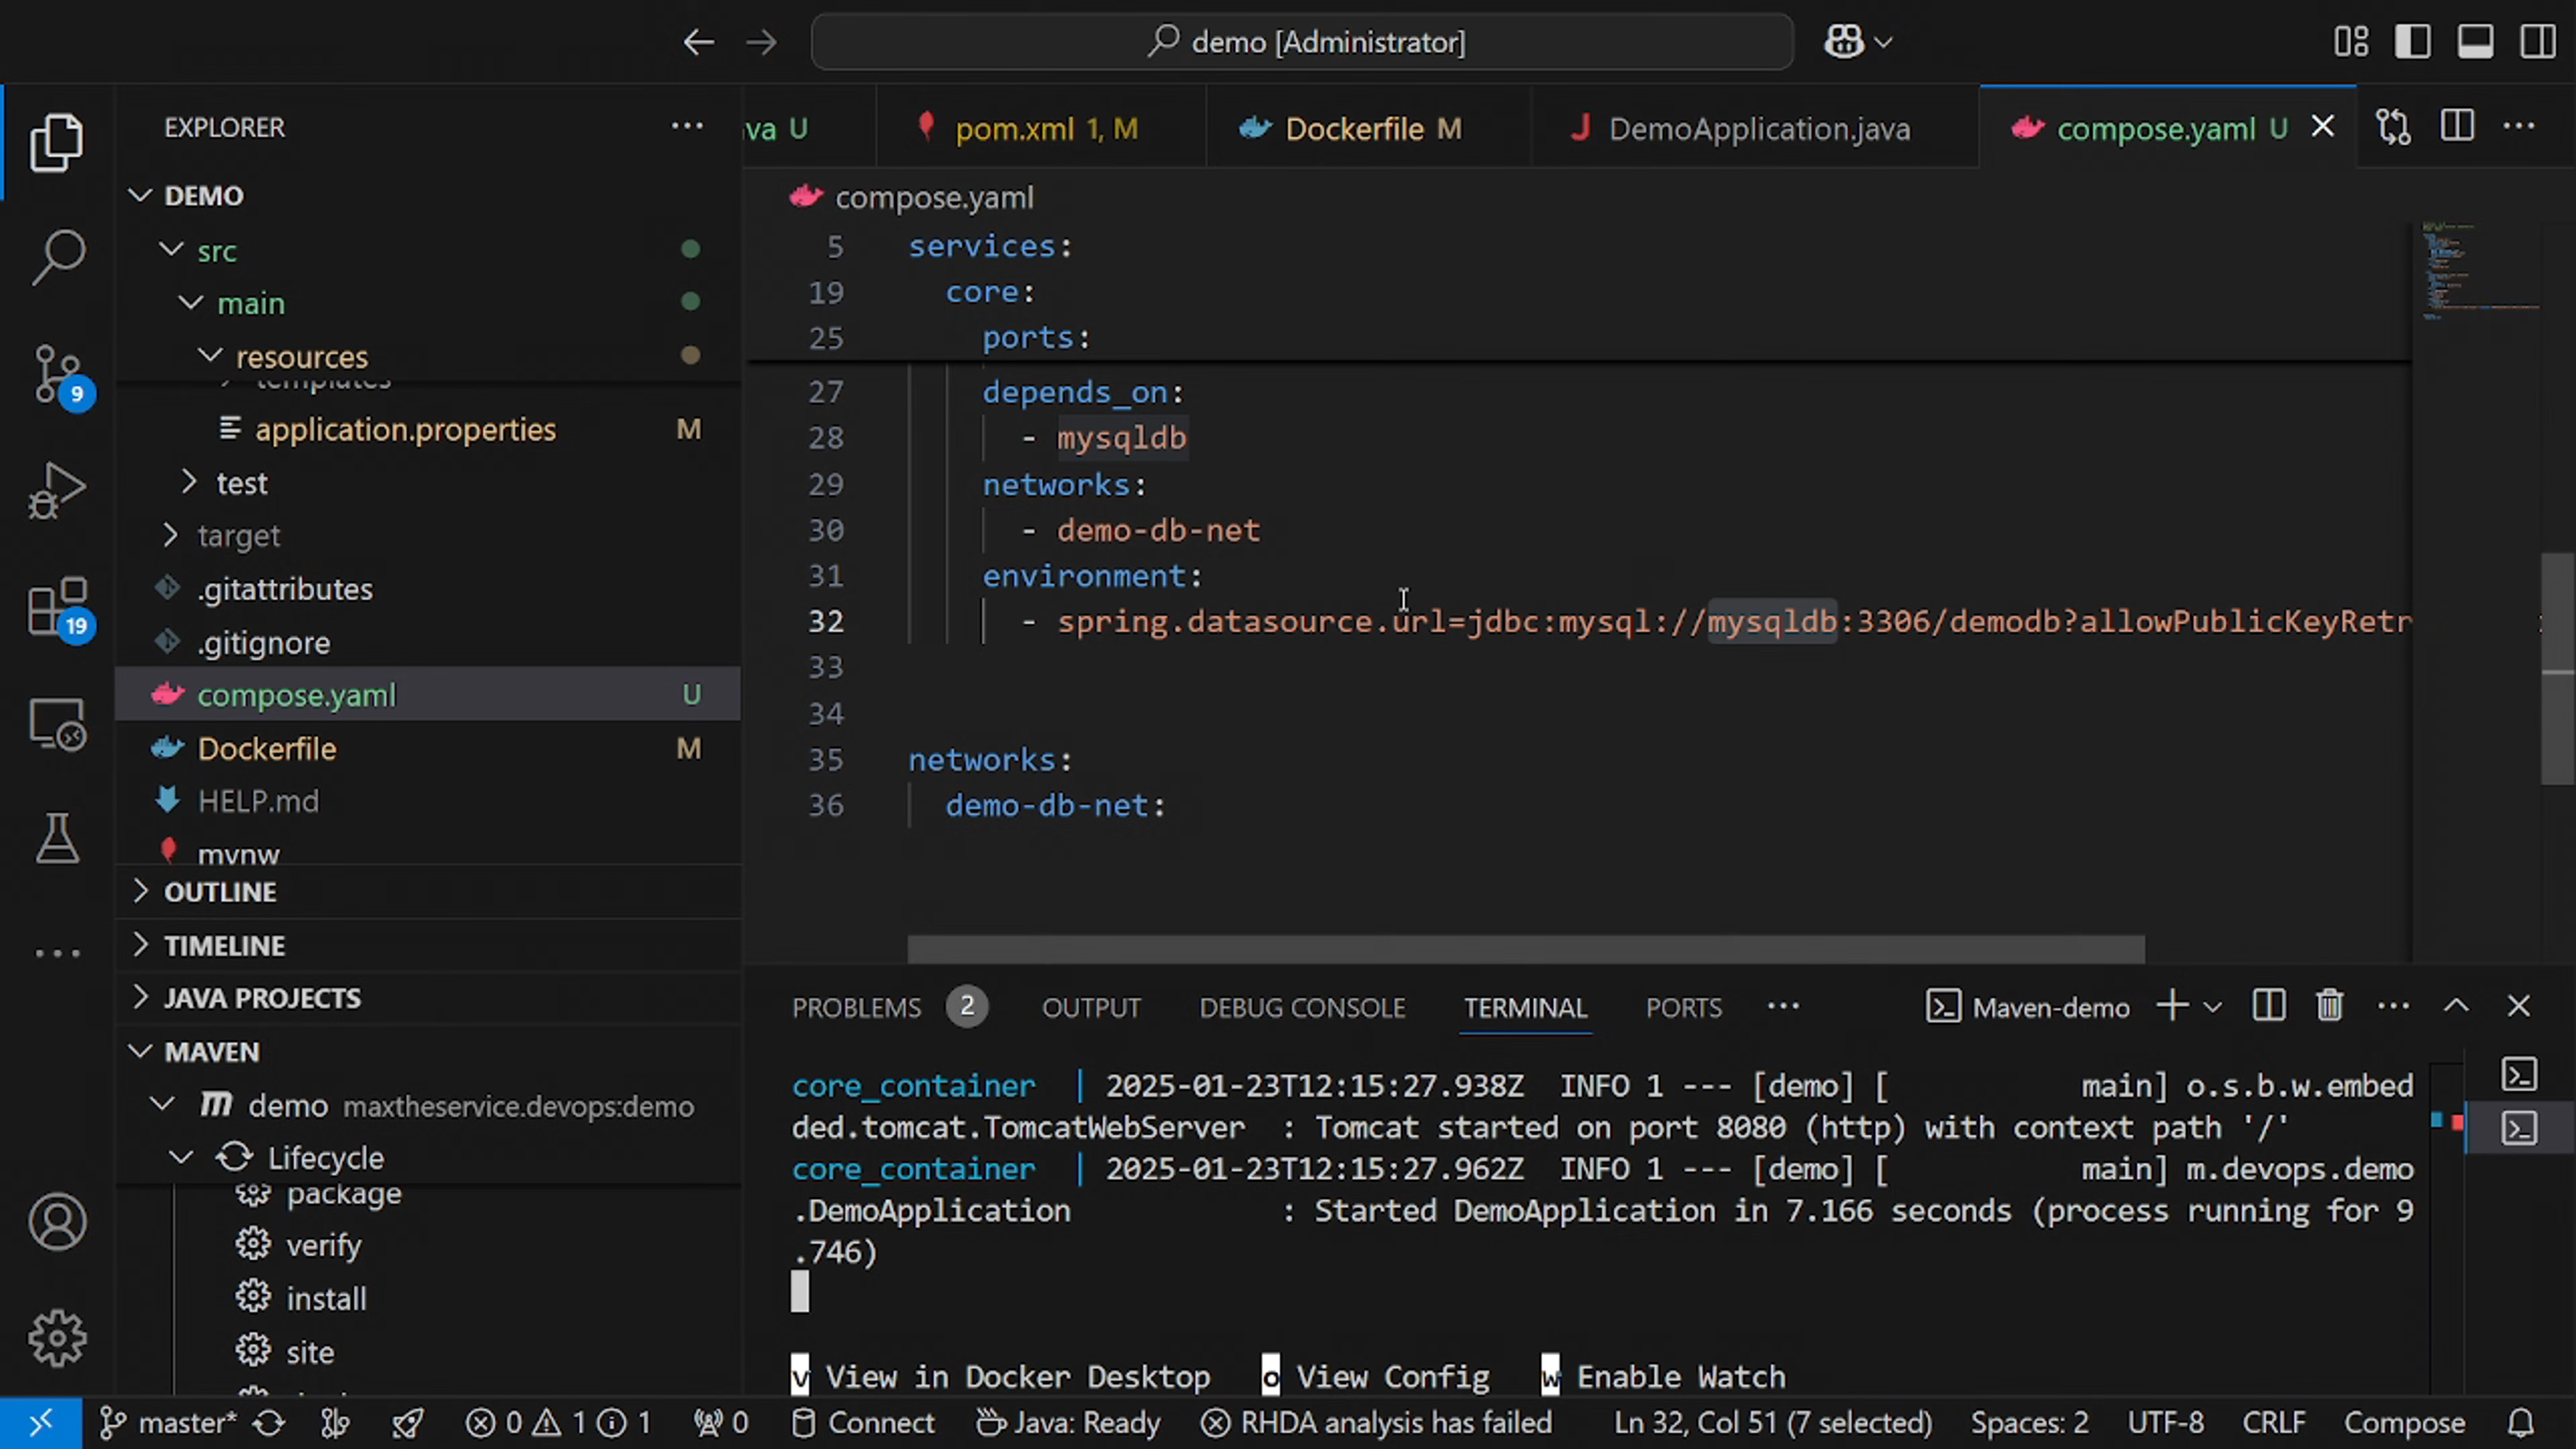 demo [Administrator]
EXPLORER
DEMO
src
main
resources
templates
application.properties M
test
target
.gitattributes
.gitignore
compose.yaml U
Dockerfile M
HELP.md
mvnw
OUTLINE
TIMELINE
JAVA PROJECTS
MAVEN
demo maxtheservice.devops:demo
Lifecycle
package
verify
install
site
9
19
va U
pom.xml 1, M
Dockerfile M
DemoApplication.java
compose.yaml U
compose.yaml
5 services:
19 core:
25 ports:
27 depends_on:
28 - mysqldb
29 networks:
30 - demo-db-net
31 environment:
32 - spring.datasource.url=jdbc:mysql://mysqldb:3306/demodb?allowPublicKeyRetr
33
34
35 networks:
36 demo-db-net:
PROBLEMS 2 OUTPUT DEBUG CONSOLE TERMINAL PORTS
Maven-demo
core_container | 2025-01-23T12:15:27.938Z INFO 1 --- [demo] [ main] o.s.b.w.embed
ded.tomcat.TomcatWebServer : Tomcat started on port 8080 (http) with context path '/'
core_container | 2025-01-23T12:15:27.962Z INFO 1 --- [demo] [ main] m.devops.demo
.DemoApplication : Started DemoApplication in 7.166 seconds (process running for 9
.746)
v View in Docker Desktop o View Config w Enable Watch
master* 0 1 1 0 Connect Java: Ready RHDA analysis has failed Ln 32, Col 51 (7 selected) Spaces: 2 UTF-8 CRLF Compose